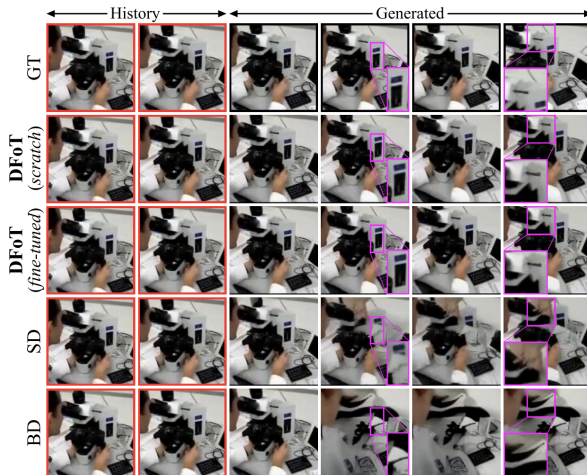 History
Generated
GT
DFoT
(scratch)
DFoT
(fine-tuned)
SD
BD